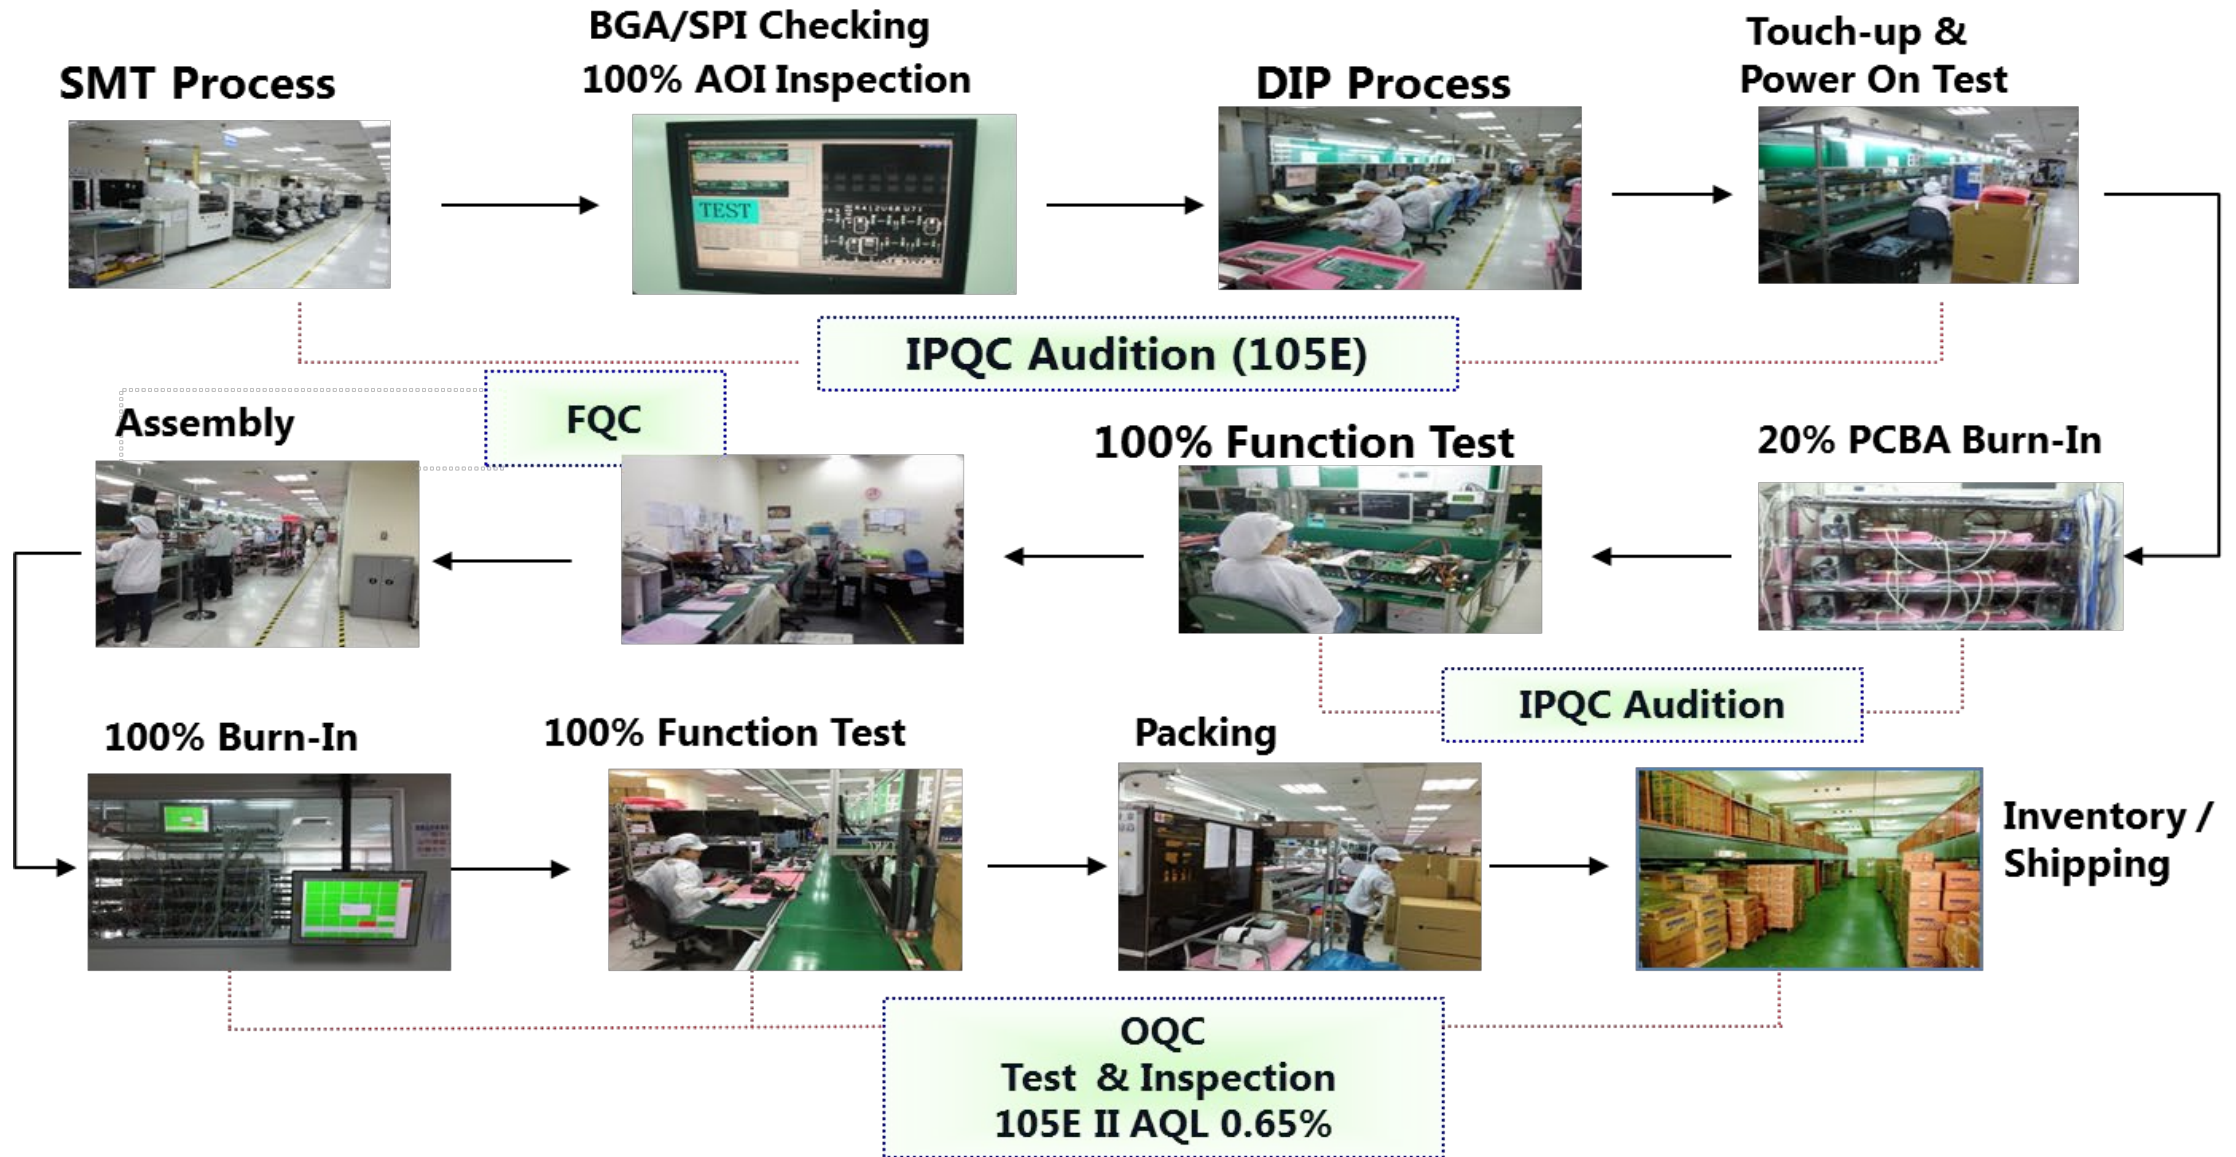 SMT Process
BGA/SPI Checking
100% AOI Inspection
DIP Process
Touch-up &
Power On Test
TEST
IPQC Audition (105E)
Assembly
FQC
100% Function Test
20% PCBA Burn-In
IPQC Audition
100% Burn-In
100% Function Test
Packing
Inventory /
Shipping
OQC
Test & Inspection
105E II AQL 0.65%